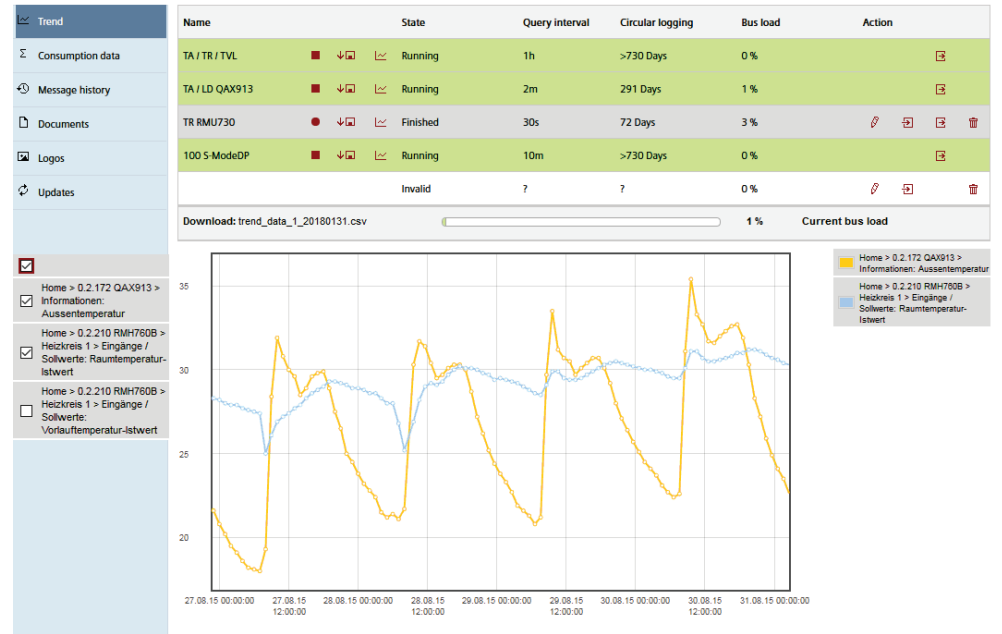 Trend
Σ Consumption data
Message history
Documents
Logos
Updates
Name State Query interval Circular logging Bus load Action
TA / TR / TVL Running 1h >730 Days 0 %
TA / LD QAX913 Running 2m 291 Days 1 %
TR RMU730 Finished 30s 72 Days 3 %
100 S-ModeDP Running 10m >730 Days 0 %
Invalid ? ? 0 %
Download: trend_data_1_20180131.csv 1 % Current bus load
Home > 0.2.172 QAX913 >
Informationen:
Aussentemperatur
Home > 0.2.210 RMH760B >
Heizkreis 1 > Eingänge /
Sollwerte: Raumtemperatur-
Istwert
Home > 0.2.210 RMH760B >
Heizkreis 1 > Eingänge /
Sollwerte:
Vorlauftemperatur-Istwert
35
30
25
20
27.08.15 00:00:00 27.08.15 28.08.15 00:00:00 28.08.15 29.08.15 00:00:00 29.08.15 30.08.15 00:00:00 30.08.15 31.08.15 00:00:00
12:00:00 12:00:00 12:00:00 12:00:00
Home > 0.2.172 QAX913 >
Informationen: Aussentemperatur
Home > 0.2.210 RMH760B >
Heizkreis 1 > Eingänge /
Sollwerte: Raumtemperatur-
Istwert